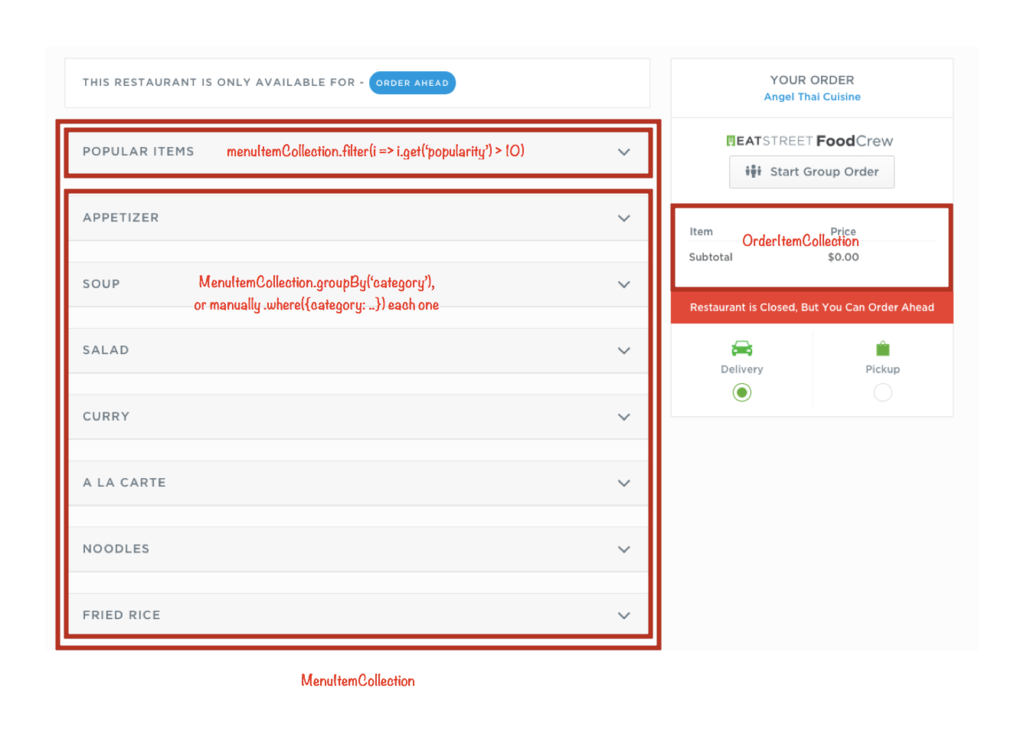 THIS RESTAURANT IS ONLY AVAILABLE FOR - ORDER AHEAD
POPULAR ITEMS menuItemCollection.filter(i => i.get('popularity') > 10)
APPETIZER
SOUP
MenuItemCollection.groupBy('category'),
or manually .where({category: ..}) each one
SALAD
CURRY
A LA CARTE
NOODLES
FRIED RICE
MenuItemCollection
YOUR ORDER
Angel Thai Cuisine
EATSTREET FoodCrew
Start Group Order
Item Price
OrderItemCollection
Subtotal $0.00
Restaurant is Closed, But You Can Order Ahead
Delivery Pickup